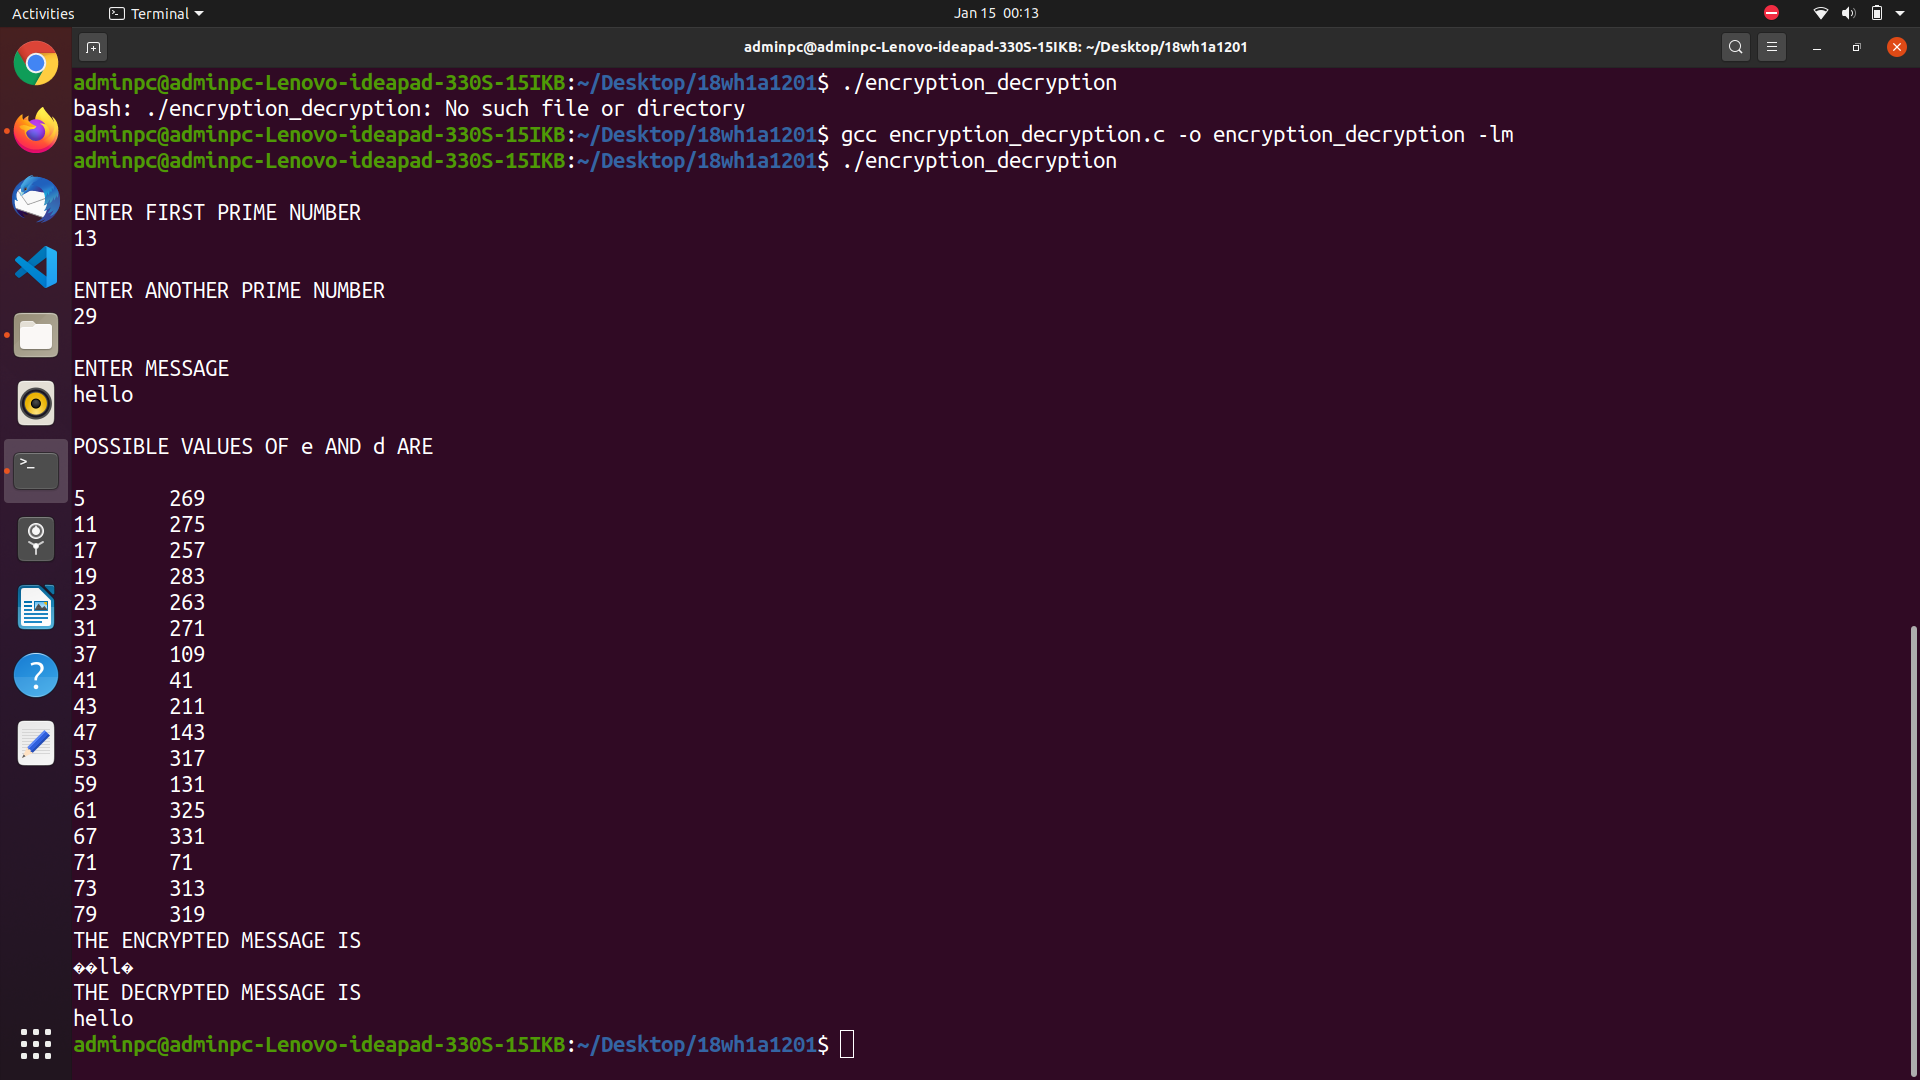 Activities Terminal Jan 15 00:13
adminpc@adminpc-Lenovo-ideapad-330S-15IKB: ~/Desktop/18wh1a1201
adminpc@adminpc-Lenovo-ideapad-330S-15IKB:~/Desktop/18wh1a1201$ ./encryption_decryption
bash: ./encryption_decryption: No such file or directory
adminpc@adminpc-Lenovo-ideapad-330S-15IKB:~/Desktop/18wh1a1201$ gcc encryption_decryption.c -o encryption_decryption -lm
adminpc@adminpc-Lenovo-ideapad-330S-15IKB:~/Desktop/18wh1a1201$ ./encryption_decryption
ENTER FIRST PRIME NUMBER
13
ENTER ANOTHER PRIME NUMBER
29
ENTER MESSAGE
hello
POSSIBLE VALUES OF e AND d ARE
5 269
11 275
17 257
19 283
23 263
31 271
37 109
41 41
43 211
47 143
53 317
59 131
61 325
67 331
71 71
73 313
79 319
THE ENCRYPTED MESSAGE IS
��ll�
THE DECRYPTED MESSAGE IS
hello
adminpc@adminpc-Lenovo-ideapad-330S-15IKB:~/Desktop/18wh1a1201$